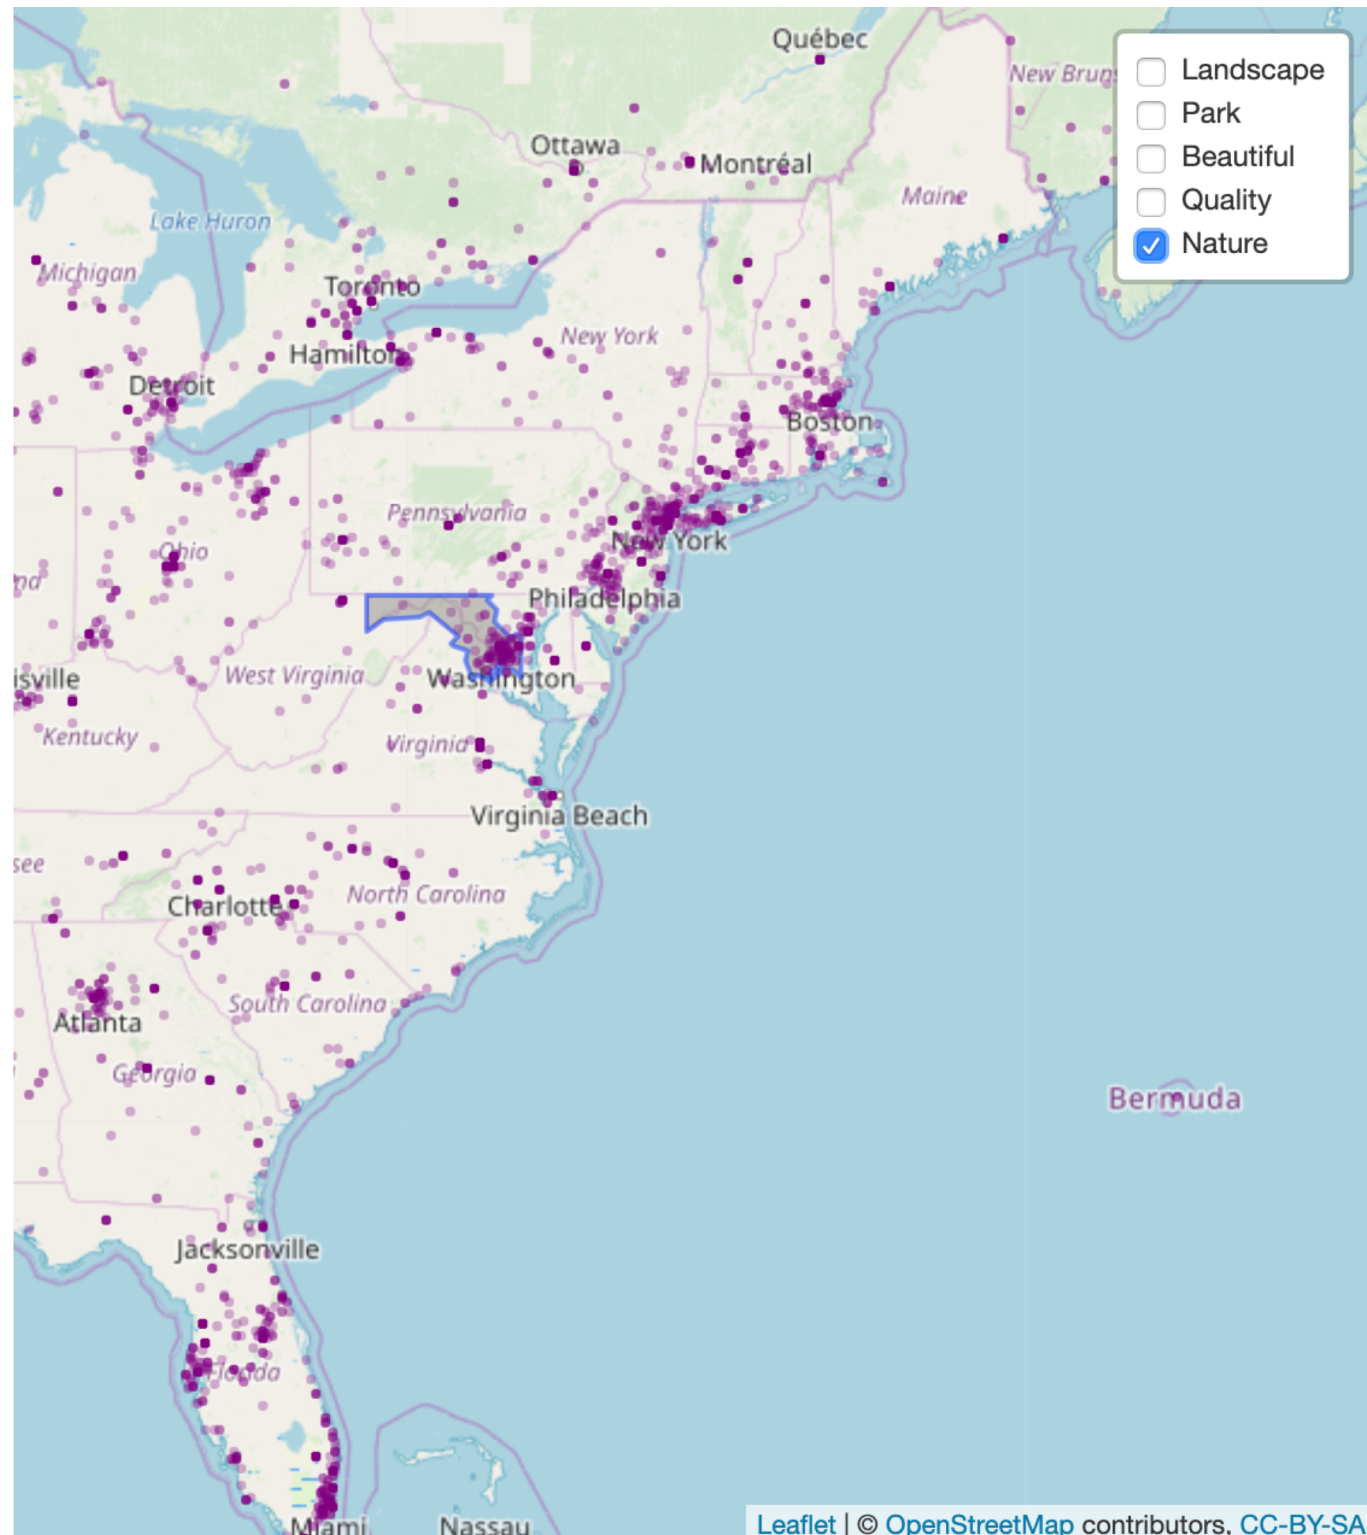 Québec
New Bruns
Landscape
Park
Beautiful
Quality
Nature
Ottawa
Montréal
Maine
Lake Huron
Michigan
Toronto
New York
Hamilton
Detroit
Boston
Pennsylvania
New York
Ohio
Philadelphia
West Virginia
Washington
isville
Kentucky
Virginia
Virginia Beach
see
North Carolina
Charlotte
South Carolina
Atlanta
Georgia
Bermuda
Jacksonville
Florida
Miami
Nassau
Leaflet | © OpenStreetMap contributors, CC-BY-SA